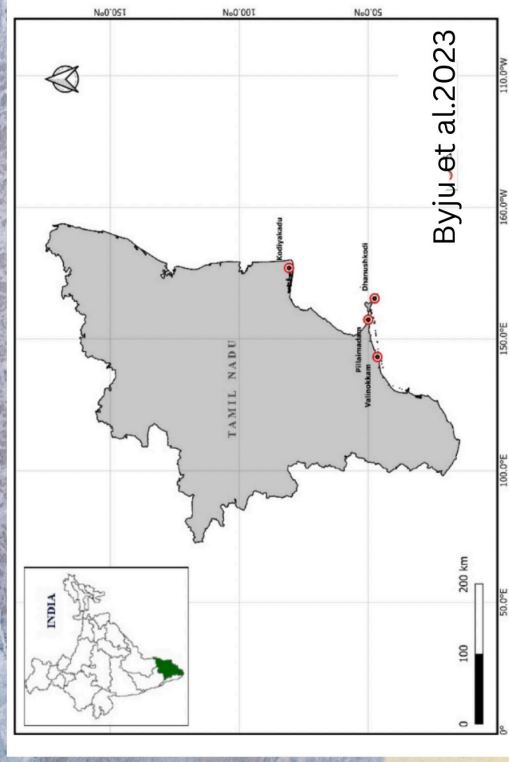 INDIA
TAMIL NADU
Kodiyakadu
Pillaimadam
Dhanushkodi
Valinokkam
150.0°N
100.0°N
50.0°N
0 100 200 km
0° 50.0°E 100.0°E 150.0°E 160.0°W 110.0°W
Byju et al.2023